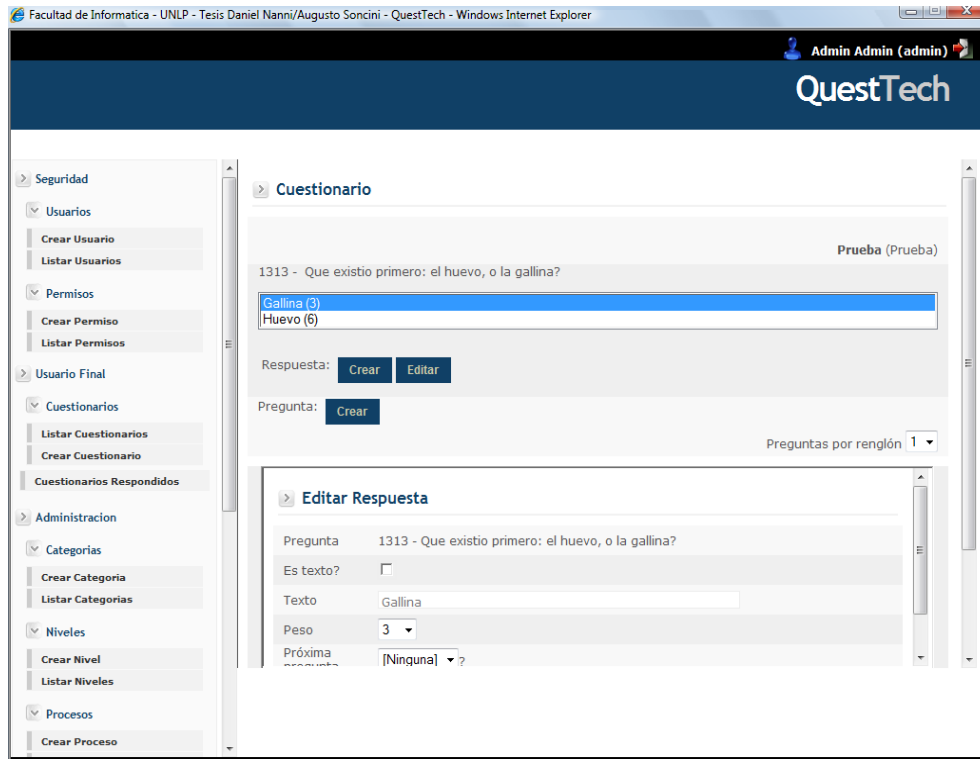 Facultad de Informatica - UNLP - Tesis Daniel Nanni/Augusto Soncini - QuestTech - Windows Internet Explorer
Admin Admin (admin)
QuestTech
Seguridad
Usuarios
Crear Usuario
Listar Usuarios
Permisos
Crear Permiso
Listar Permisos
Usuario Final
Cuestionarios
Listar Cuestionarios
Crear Cuestionario
Cuestionarios Respondidos
Administracion
Categorias
Crear Categoria
Listar Categorias
Niveles
Crear Nivel
Listar Niveles
Procesos
Crear Proceso
Cuestionario
Prueba (Prueba)
1313 - Que existio primero: el huevo, o la gallina?
Gallina (3)
Huevo (6)
Respuesta: Crear Editar
Pregunta: Crear
Preguntas por renglón 1
Editar Respuesta
Pregunta 1313 - Que existio primero: el huevo, o la gallina?
Es texto?
Texto Gallina
Peso 3
Próxima
pregunta [Ninguna] ?